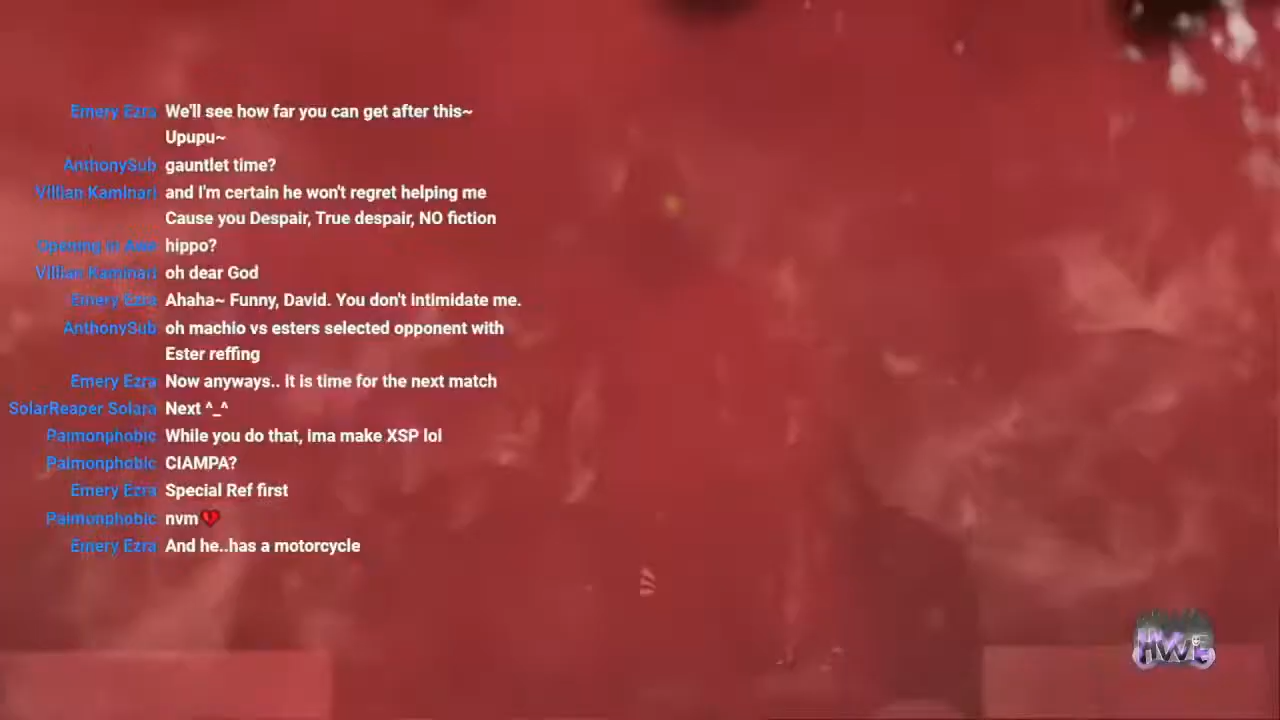 Emery Ezra We'll see how far you can get after this~
Upupu~
AnthonySub gauntlet time?
Villian Kaminari and I'm certain he won't regret helping me
Cause you Despair, True despair, NO fiction
Opening in Awe hippo?
Villian Kaminari oh dear God
Emery Ezra Ahaha~ Funny, David. You don't intimidate me.
AnthonySub oh machio vs esters selected opponent with
Ester reffing
Emery Ezra Now anyways.. it is time for the next match
SolarReaper Solara Next ^_^
Paimonphobic While you do that, ima make XSP lol
Paimonphobic CIAMPA?
Emery Ezra Special Ref first
Paimonphobic nvm💔
Emery Ezra And he..has a motorcycle